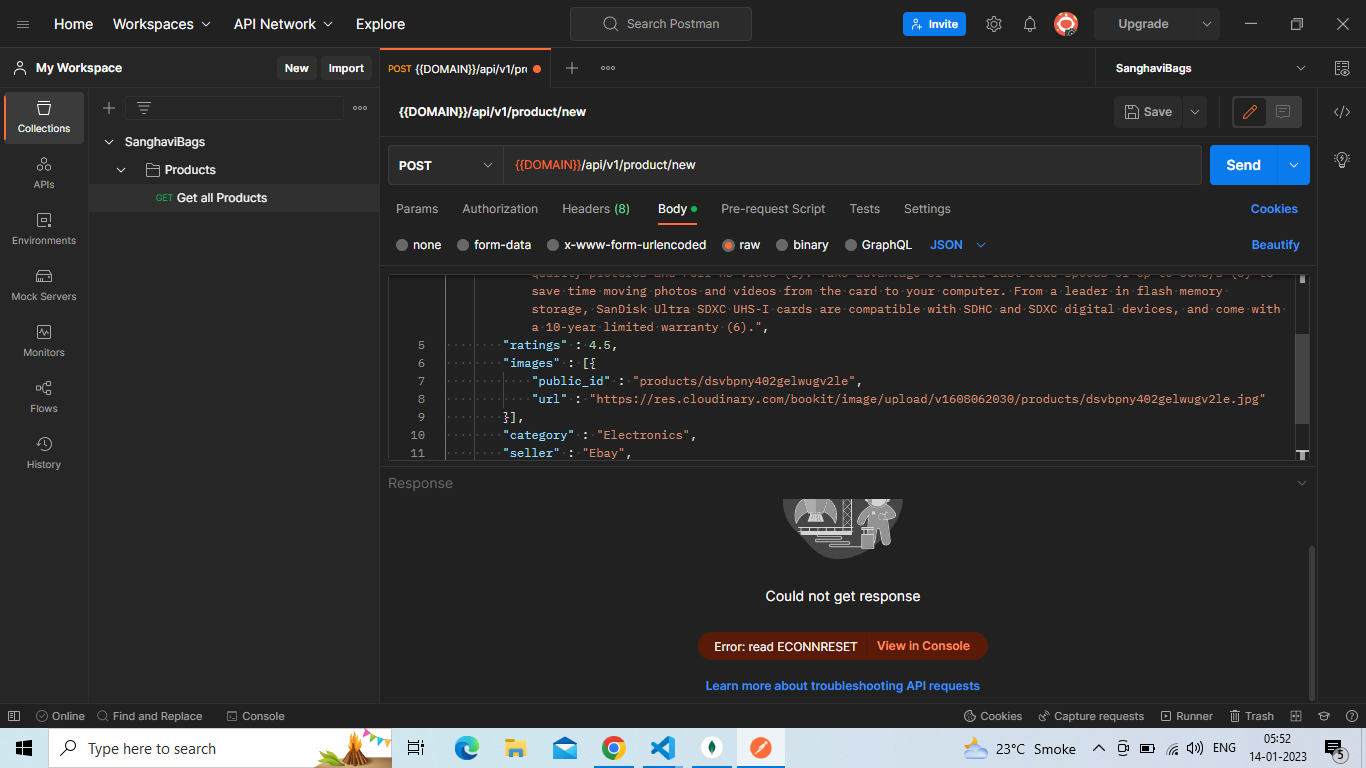 Home
Workspaces
API Network
Explore
Search Postman
Invite
Upgrade
My Workspace
New
Import
POST {{DOMAIN}}/api/v1/pr
SanghaviBags
Collections
APIs
Environments
Mock Servers
Monitors
Flows
History
SanghaviBags
Products
GET Get all Products
{{DOMAIN}}/api/v1/product/new
Save
POST
{{DOMAIN}}/api/v1/product/new
Send
Params
Authorization
Headers (8)
Body
Pre-request Script
Tests
Settings
Cookies
none
form-data
x-www-form-urlencoded
raw
binary
GraphQL
JSON
Beautify
save time moving photos and videos from the card to your computer. From a leader in flash memory
storage, SanDisk Ultra SDXC UHS-I cards are compatible with SDHC and SDXC digital devices, and come with
a 10-year limited warranty (6).",
5 "ratings" : 4.5,
6 "images" : [{
7 "public_id" : "products/dsvbpny402gelwugv2le",
8 "url" : "https://res.cloudinary.com/bookit/image/upload/v1608062030/products/dsvbpny402gelwugv2le.jpg"
9 }],
10 "category" : "Electronics",
11 "seller" : "Ebay",
Response
Could not get response
Error: read ECONNRESET View in Console
Learn more about troubleshooting API requests
Online
Find and Replace
Console
Cookies
Capture requests
Runner
Trash
Type here to search
23°C Smoke
ENG
05:52
14-01-2023
5